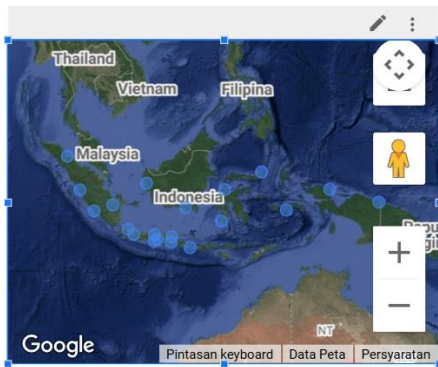 Thailand
Vietnam
Filipina
Malaysia
Indonesia
NT
Google
Pintasan keyboard
Data Peta
Persyaratan